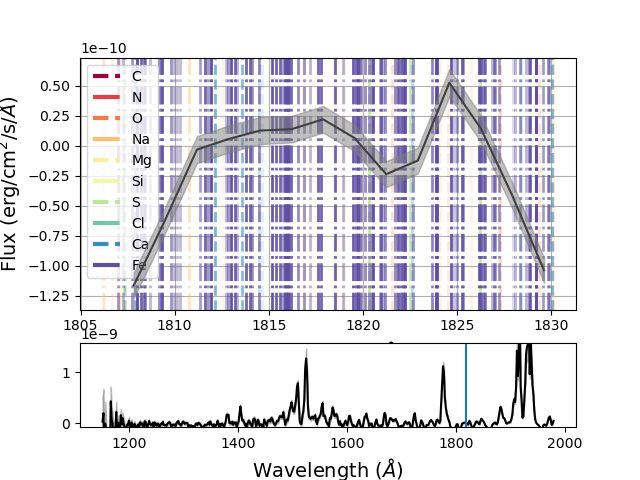 1e−10
C
N
O
Na
Mg
Si
S
Cl
Ca
Fe
0.50
0.25
0.00
−0.25
−0.50
−0.75
−1.00
−1.25
Flux (erg/cm²/s/Å)
1805 1810 1815 1820 1825 1830
1e−9
1
0
1200 1400 1600 1800 2000
Wavelength (Å)